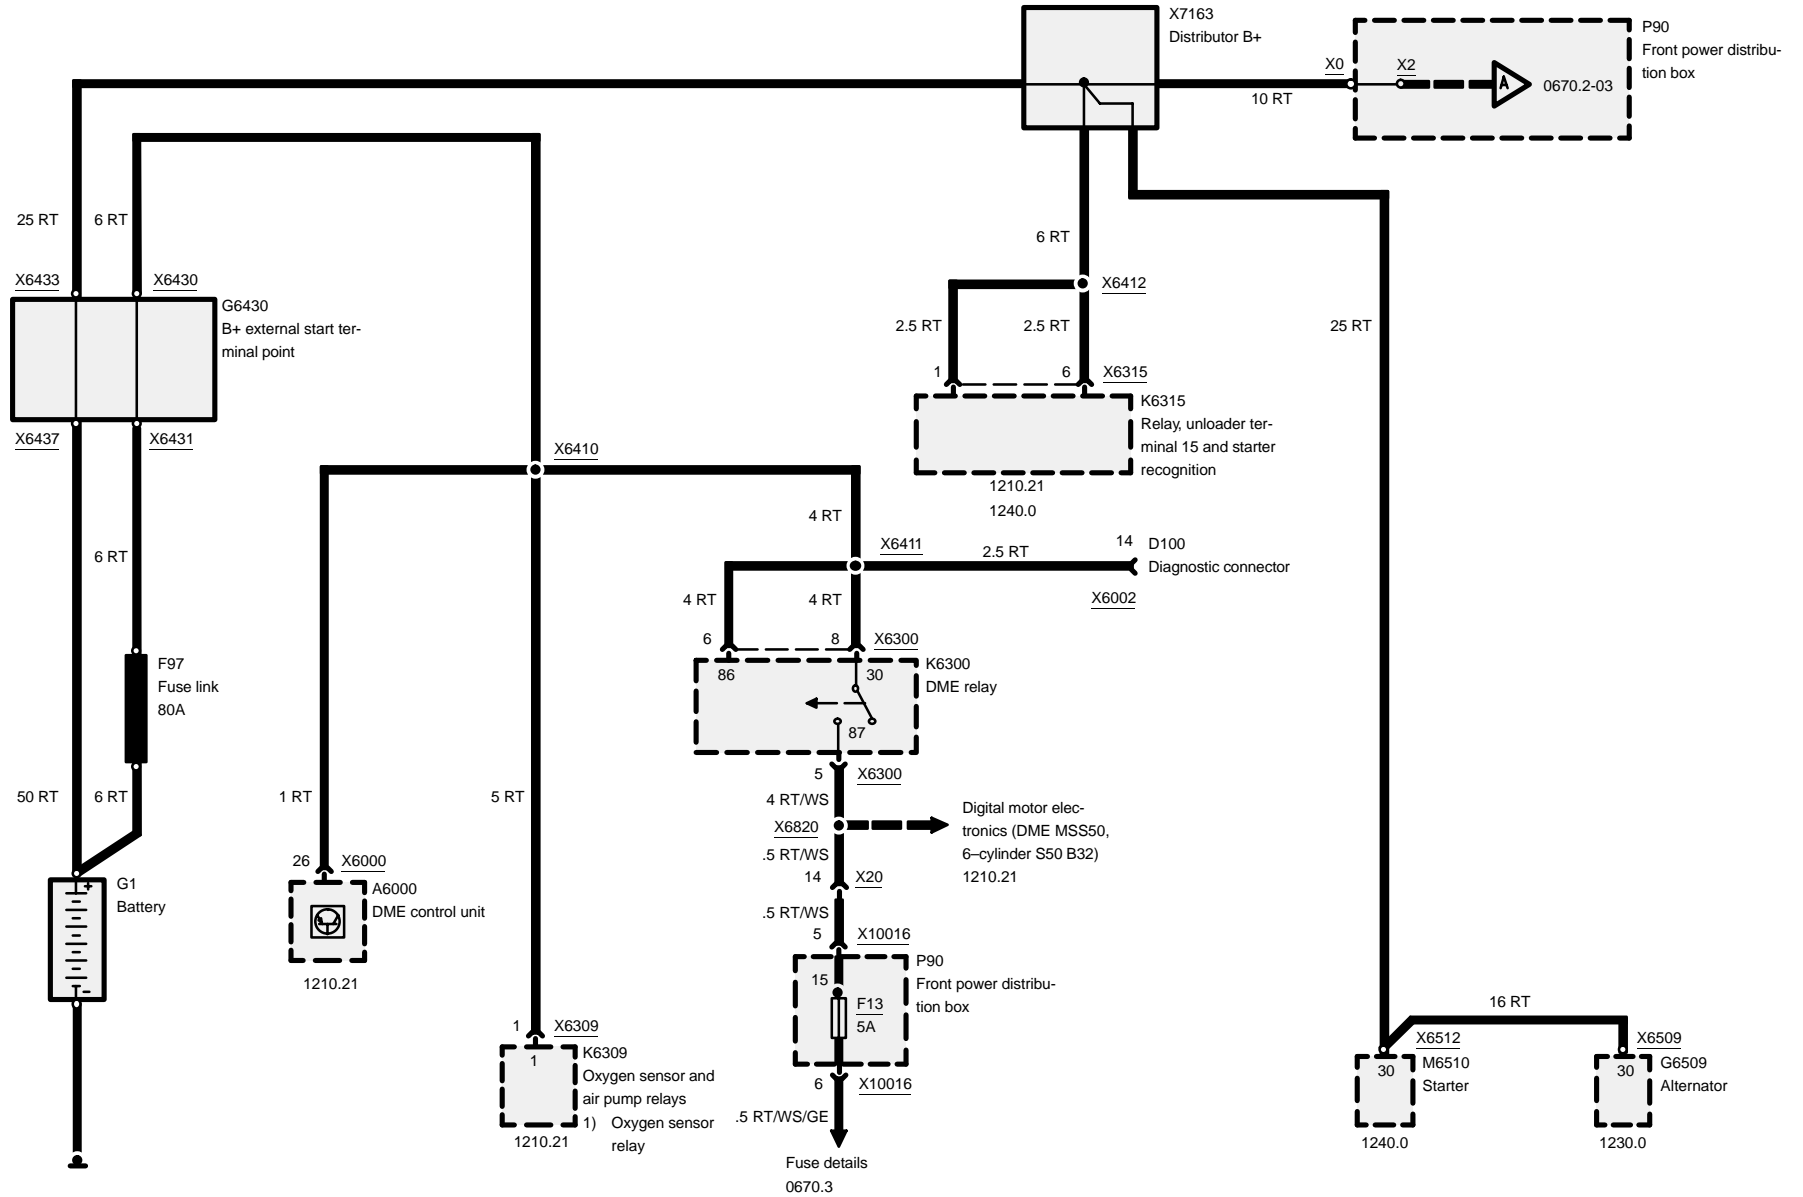 X7163
Distributor B+
P90
Front power distribu-
tion box
X0
X2
A
0670.2-03
10 RT
25 RT
6 RT
6 RT
X6433
X6430
X6412
G6430
B+ external start ter-
minal point
2.5 RT
2.5 RT
25 RT
1
6
X6315
K6315
Relay, unloader ter-
minal 15 and starter
recognition
1210.21
1240.0
X6437
X6431
X6410
4 RT
X6411
2.5 RT
14
D100
Diagnostic connector
X6002
6 RT
4 RT
4 RT
6
8
X6300
K6300
DME relay
86
30
87
F97
Fuse link
80A
5
X6300
50 RT
6 RT
1 RT
5 RT
4 RT/WS
X6820
Digital motor elec-
tronics (DME MSS50,
6–cylinder S50 B32)
1210.21
.5 RT/WS
26
X6000
14
X20
G1
Battery
+
-
A6000
DME control unit
1210.21
.5 RT/WS
5
X10016
P90
Front power distribu-
tion box
15
F13
5A
16 RT
1
X6309
K6309
Oxygen sensor and
air pump relays
1) Oxygen sensor
relay
1
1210.21
6
X10016
.5 RT/WS/GE
Fuse details
0670.3
X6512
M6510
Starter
30
1240.0
X6509
G6509
Alternator
30
1230.0